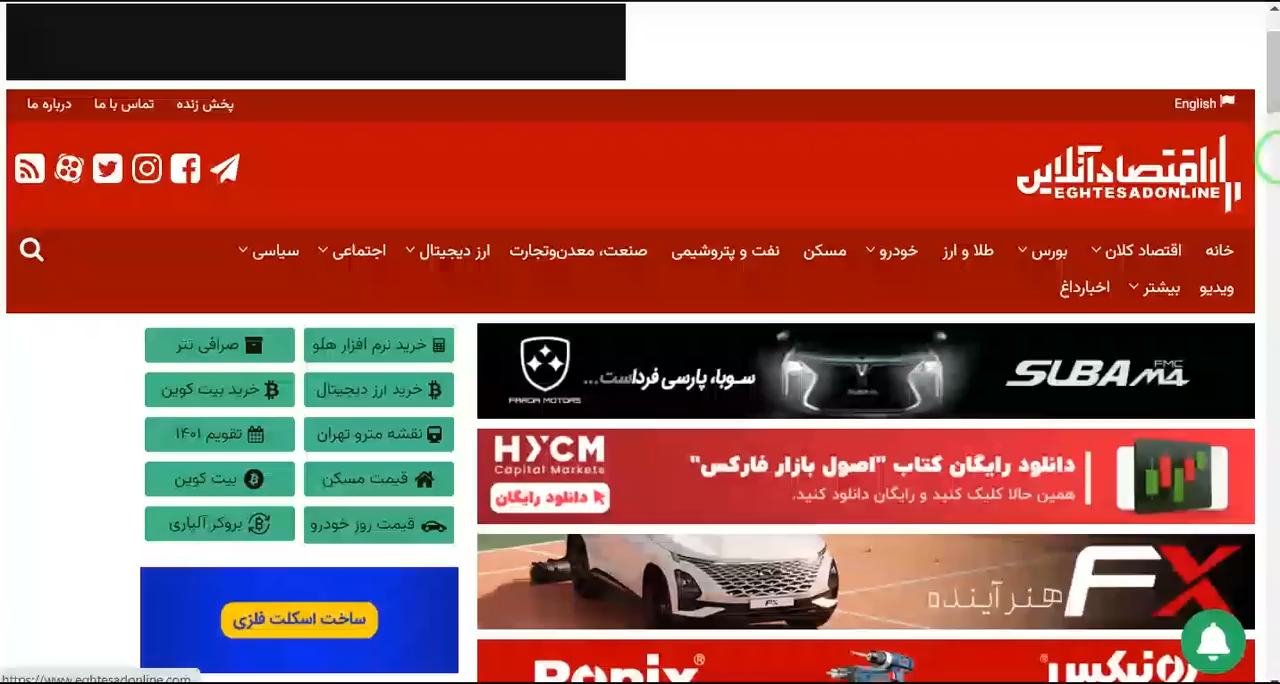 English
پخش زنده
تماس با ما
درباره ما
اقتصادآنلاین
EGHTESADONLINE
خانه
اقتصاد کلان
بورس
طلا و ارز
خودرو
مسکن
نفت و پتروشیمی
صنعت، معدن‌وتجارت
ارز دیجیتال
اجتماعی
سیاسی
ویدیو
بیشتر
اخبارداغ
SUBA M4
FMC
سوبا، پارسی فرداست...
FARDA MOTORS
HYCM
Capital Markets
دانلود رایگان کتاب "اصول بازار فارکس"
همین حالا کلیک کنید و رایگان دانلود کنید.
دانلود رایگان
FX
هنر آینده
FX
Ronix®
رونیکس®
خرید نرم افزار هلو
صرافی تتر
خرید ارز دیجیتال
خرید بیت کوین
نقشه مترو تهران
تقویم ۱۴۰۱
قیمت مسکن
بیت کوین
قیمت روز خودرو
بروکر آلپاری
ساخت اسکلت فلزی
https://www.eghtesadonline.com